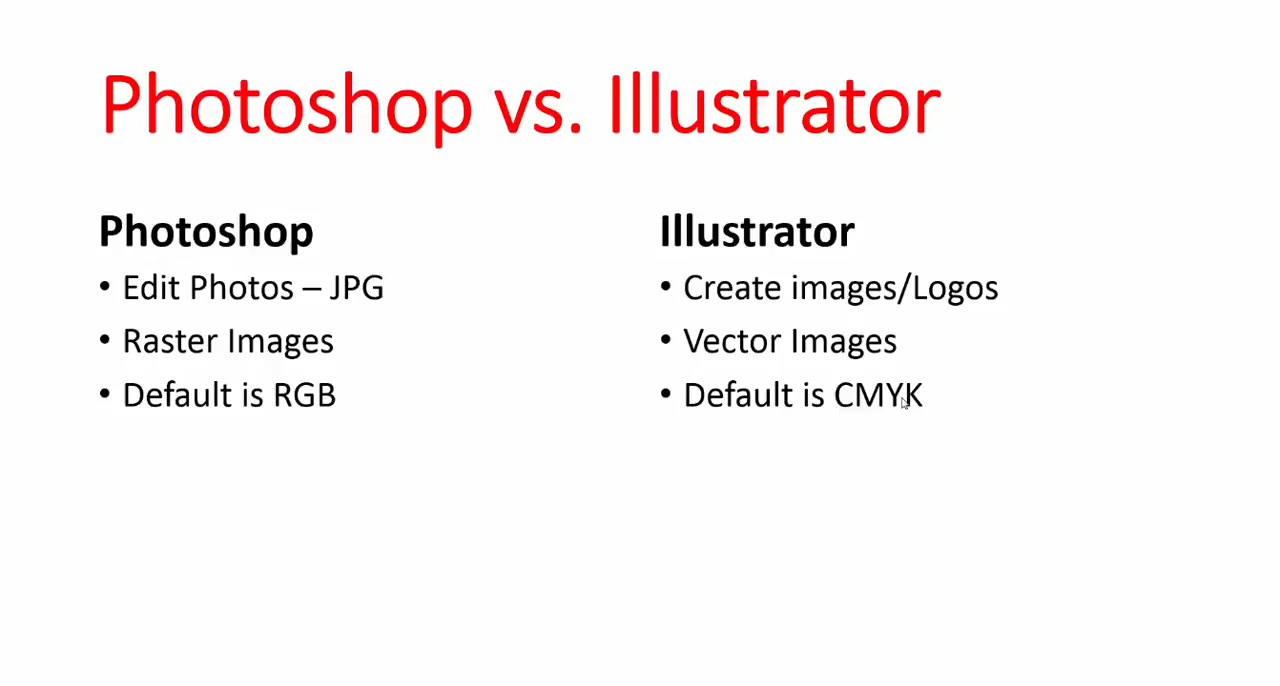 Photoshop vs. Illustrator
Photoshop
• Edit Photos – JPG
• Raster Images
• Default is RGB
Illustrator
• Create images/Logos
• Vector Images
• Default is CMYK